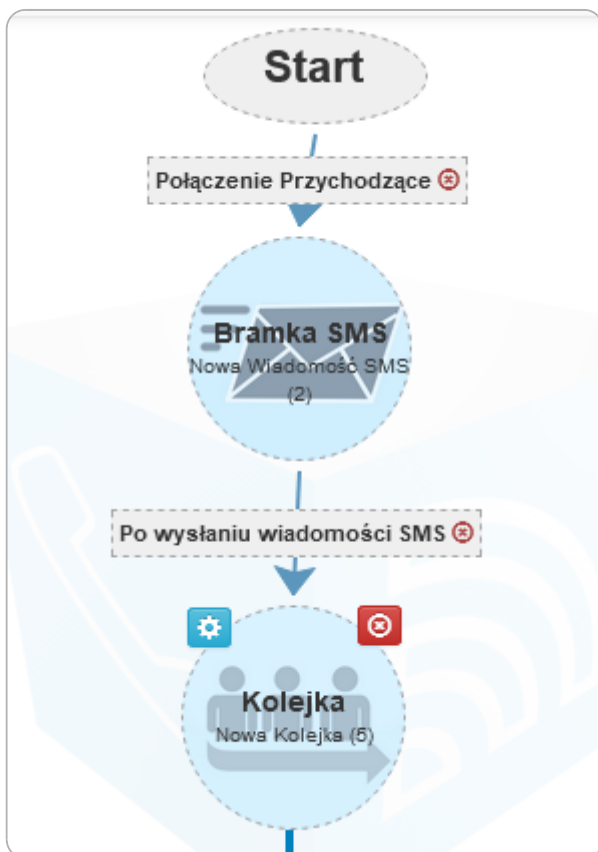 Start
Połączenie Przychodzące
Bramka SMS
Nowa Wiadomość SMS
(2)
Po wysłaniu wiadomości SMS
Kolejka
Nowa Kolejka (5)